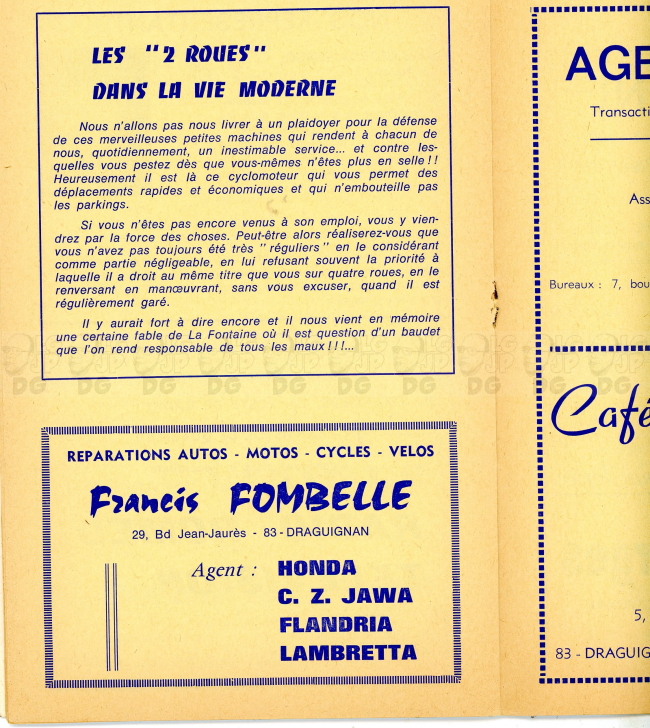 LES "2 ROUES"
DANS LA VIE MODERNE
Nous n'allons pas nous livrer à un plaidoyer pour la défense
de ces merveilleuses petites machines qui rendent à chacun de
nous, quotidiennement, un inestimable service... et contre les-
quelles vous pestez dès que vous-mêmes n'êtes plus en selle!!
Heureusement il est là ce cyclomoteur qui vous permet des
déplacements rapides et économiques et qui n'embouteille pas
les parkings.
Si vous n'êtes pas encore venus à son emploi, vous y vien-
drez par la force des choses. Peut-être alors réaliserez-vous que
vous n'avez pas toujours été très "réguliers" en le considérant
comme partie négligeable, en lui refusant souvent la priorité à
laquelle il a droit au même titre que vous sur quatre roues, en le
renversant en manœuvrant, sans vous excuser, quand il est
régulièrement garé.
Il y aurait fort à dire encore et il nous vient en mémoire
une certaine fable de La Fontaine où il est question d'un baudet
que l'on rend responsable de tous les maux!!!...
REPARATIONS AUTOS - MOTOS - CYCLES - VELOS
Francis FOMBELLE
29, Bd Jean-Jaurès - 83 - DRAGUIGNAN
Agent : HONDA
C. Z. JAWA
FLANDRIA
LAMBRETTA
AGE
Transacti
Ass
Bureaux : 7, bou
Café
5,
83 - DRAGUIG
DG DG DG DG DG DG DG DG DG